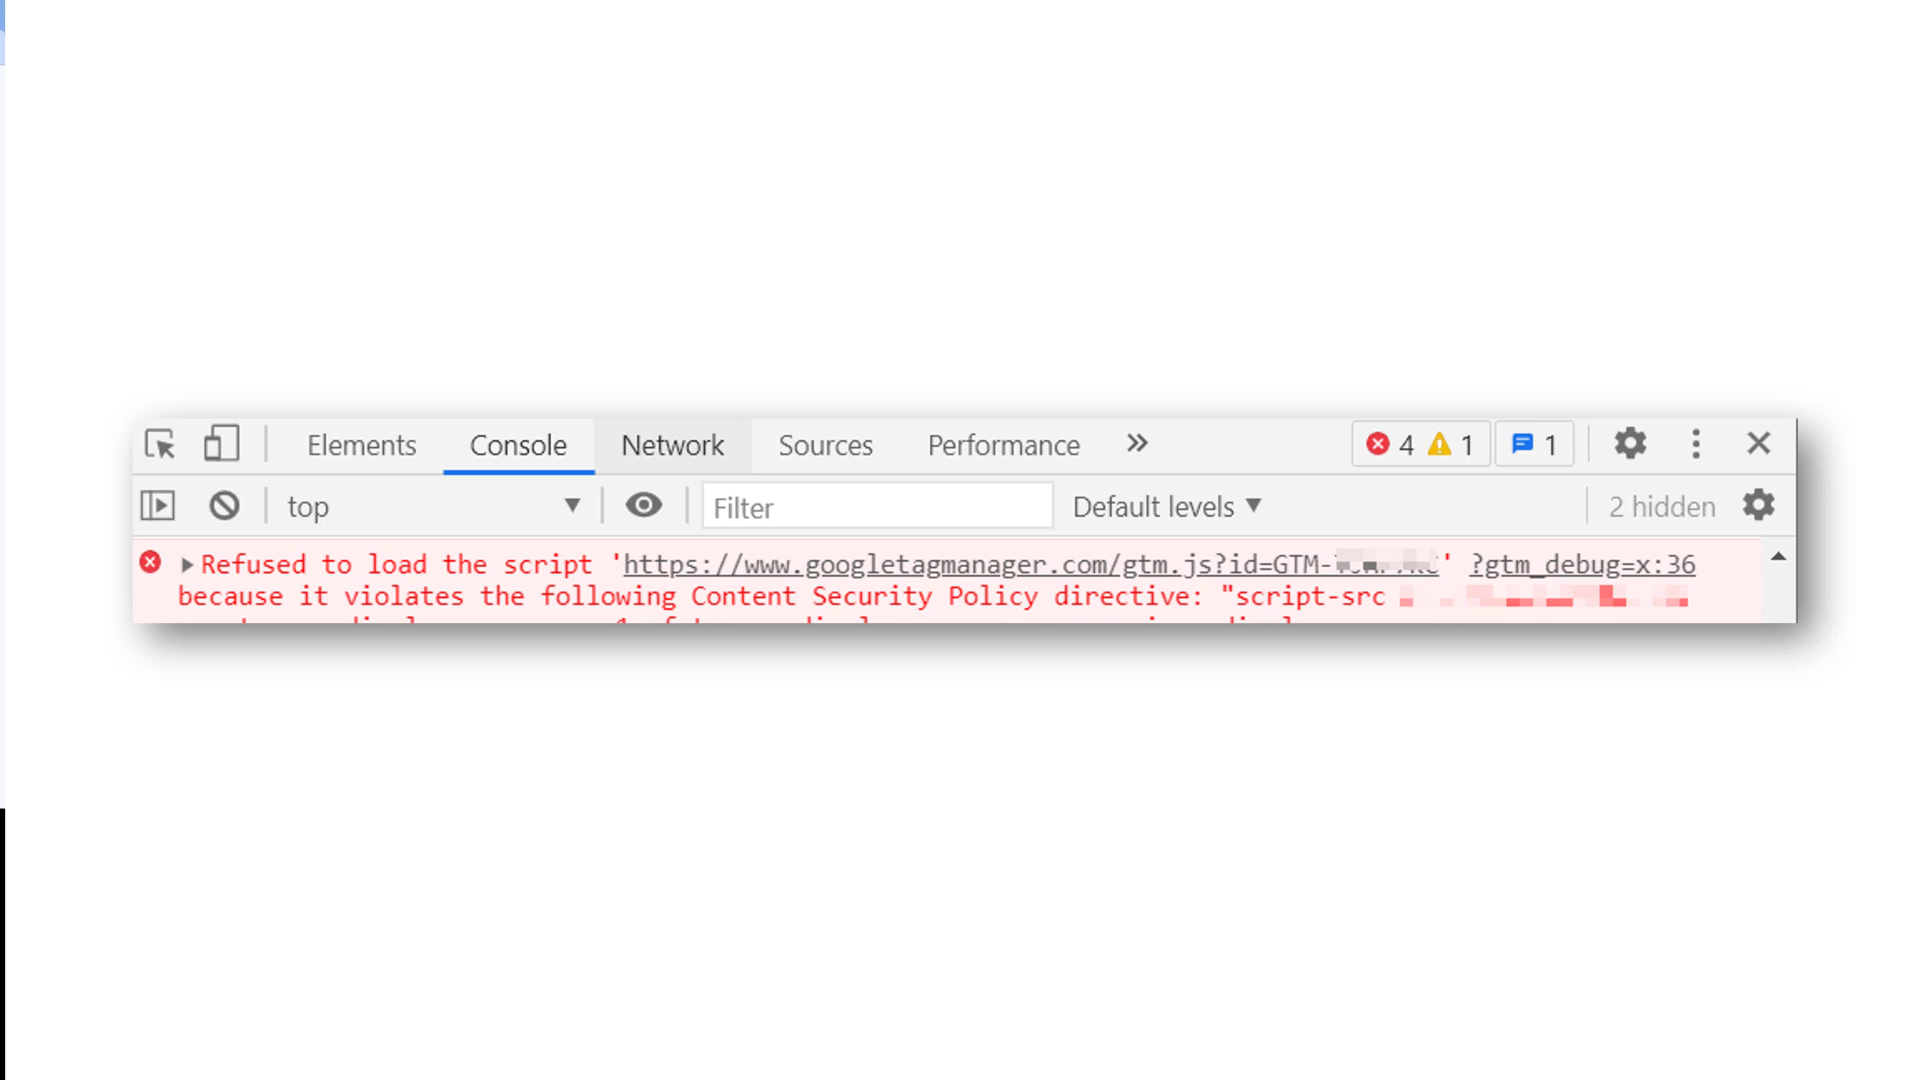 Elements Console Network Sources Performance » 4 1 1
top Filter Default levels 2 hidden
Refused to load the script 'https://www.googletagmanager.com/gtm.js?id=GTM- ' ?gtm_debug=x:36
because it violates the following Content Security Policy directive: "script-src